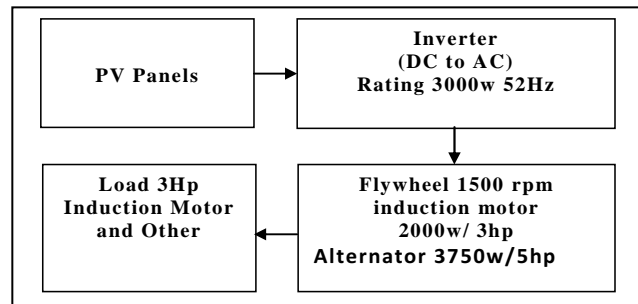 PV Panels
Inverter
(DC to AC)
Rating 3000w 52Hz
Load 3Hp
Induction Motor
and Other
Flywheel 1500 rpm
induction motor
2000w/ 3hp
Alternator 3750w/5hp